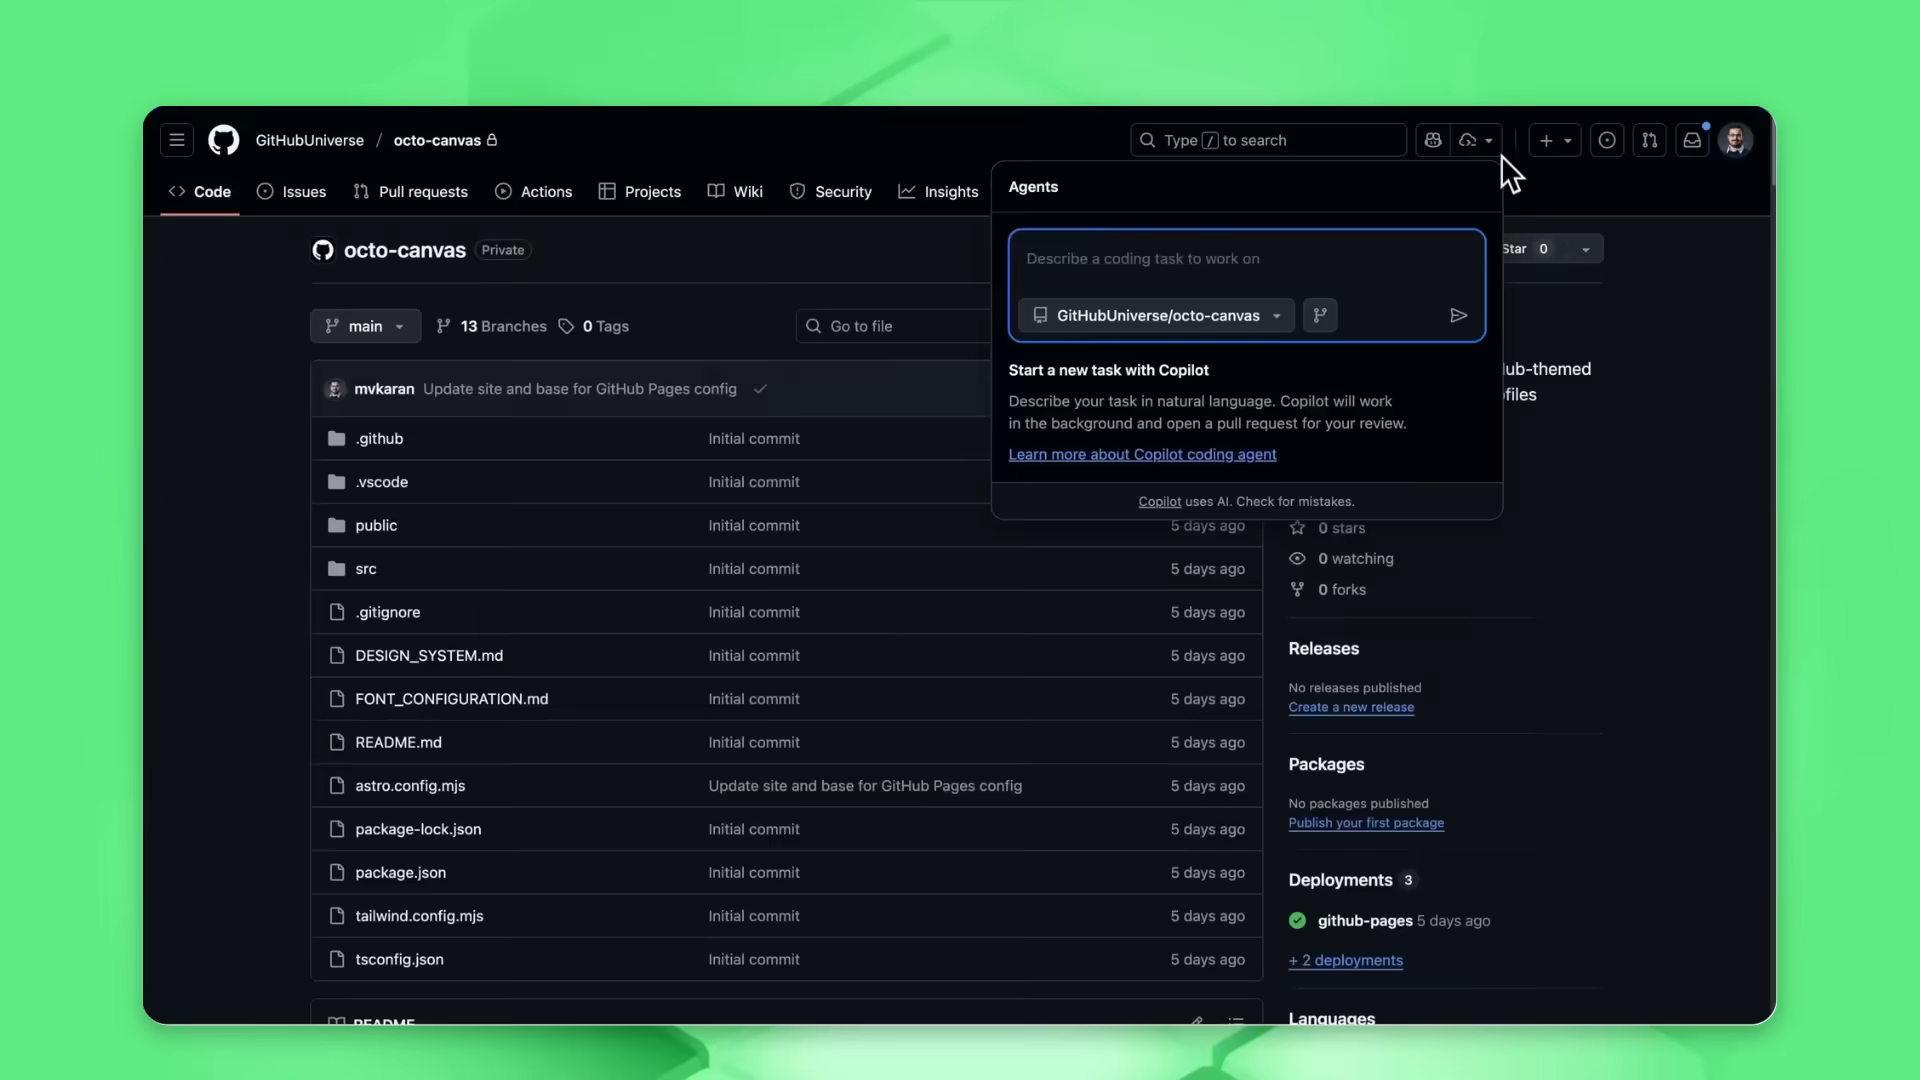 GitHubUniverse / octo-canvas
Type / to search
Code Issues Pull requests Actions Projects Wiki Security Insights
Agents
octo-canvas Private
Star 0
Describe a coding task to work on
GitHubUniverse/octo-canvas
main 13 Branches 0 Tags
Go to file
Start a new task with Copilot
Describe your task in natural language. Copilot will work
in the background and open a pull request for your review.
Learn more about Copilot coding agent
Copilot uses AI. Check for mistakes.
mvkaran Update site and base for GitHub Pages config
.github Initial commit
.vscode Initial commit
public Initial commit 5 days ago
src Initial commit 5 days ago
.gitignore Initial commit 5 days ago
DESIGN_SYSTEM.md Initial commit 5 days ago
FONT_CONFIGURATION.md Initial commit 5 days ago
README.md Initial commit 5 days ago
astro.config.mjs Update site and base for GitHub Pages config 5 days ago
package-lock.json Initial commit 5 days ago
package.json Initial commit 5 days ago
tailwind.config.mjs Initial commit 5 days ago
tsconfig.json Initial commit 5 days ago
README
ub-themed
files
0 stars
0 watching
0 forks
Releases
No releases published
Create a new release
Packages
No packages published
Publish your first package
Deployments 3
github-pages 5 days ago
+ 2 deployments
Languages